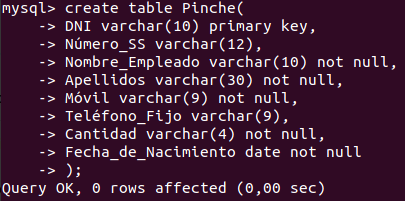 mysql> create table Pinche(
-> DNI varchar(10) primary key,
-> Número_SS varchar(12),
-> Nombre_Empleado varchar(10) not null,
-> Apellidos varchar(30) not null,
-> Móvil varchar(9) not null,
-> Teléfono_Fijo varchar(9),
-> Cantidad varchar(4) not null,
-> Fecha_de_Nacimiento date not null
-> );
Query OK, 0 rows affected (0,00 sec)